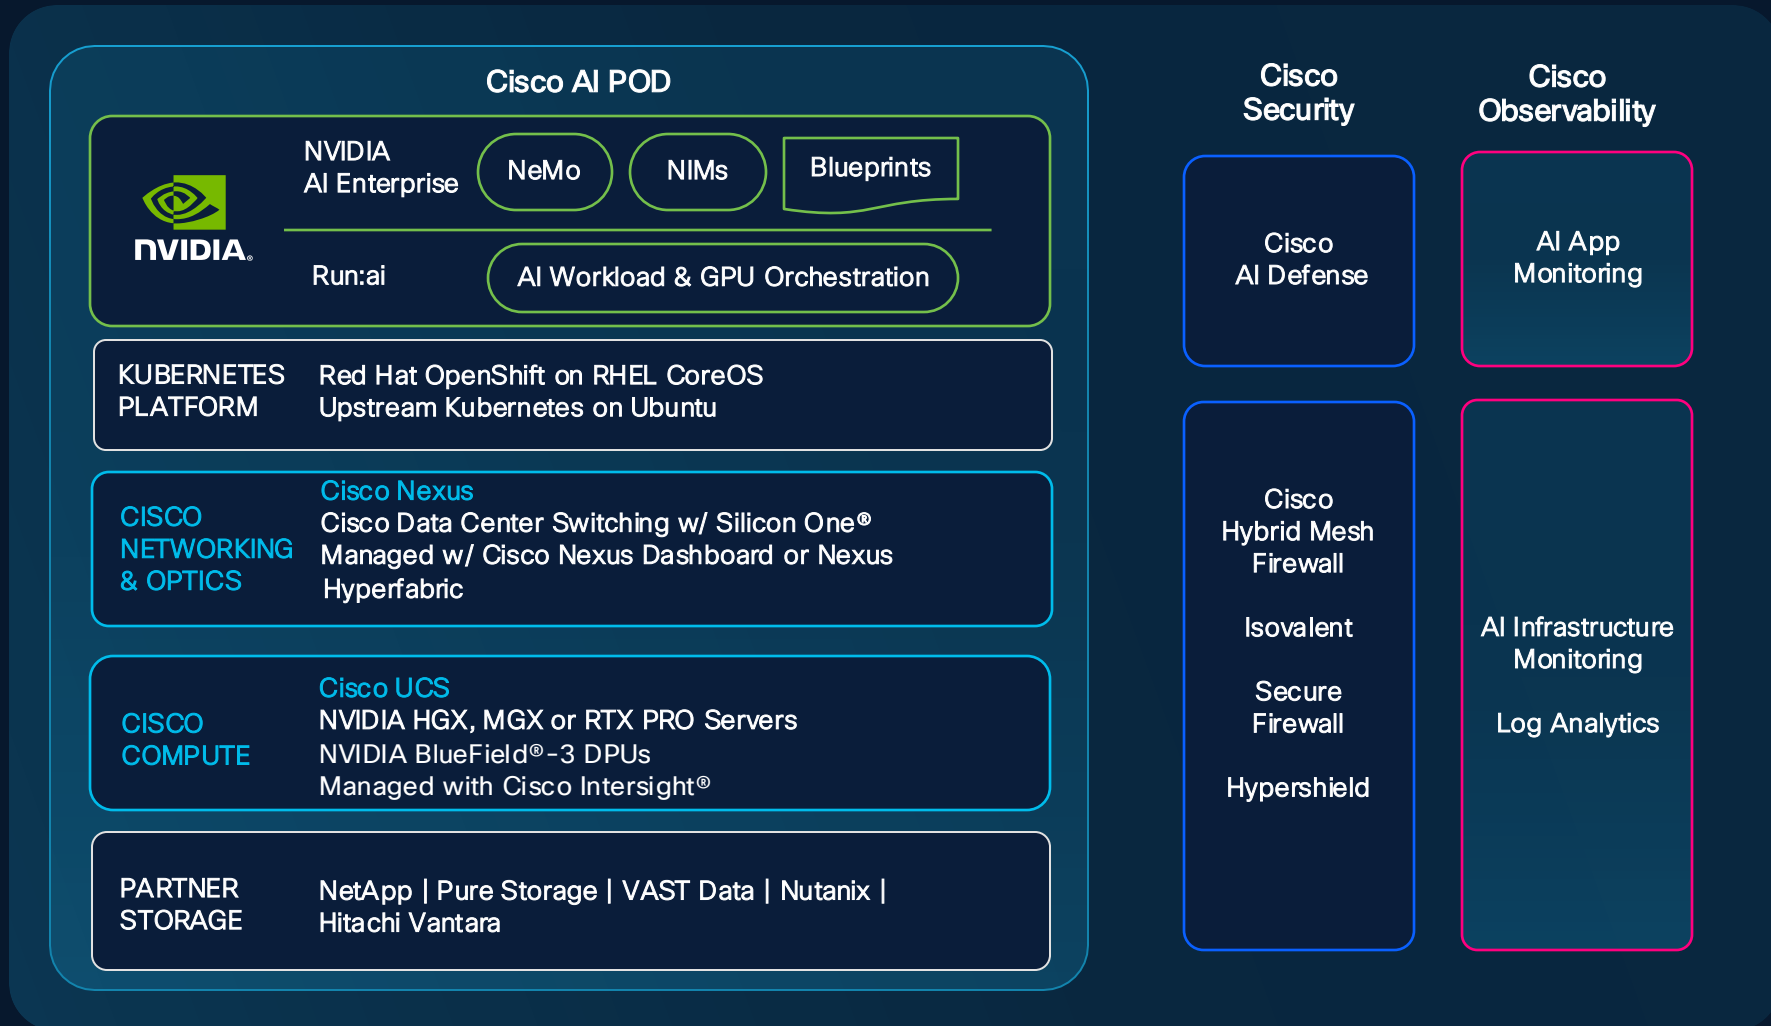 Cisco AI POD
NVIDIA
AI Enterprise
NeMo
NIMs
Blueprints
NVIDIA®
Run:ai
AI Workload & GPU Orchestration
KUBERNETES
PLATFORM
Red Hat OpenShift on RHEL CoreOS
Upstream Kubernetes on Ubuntu
CISCO
NETWORKING
& OPTICS
Cisco Nexus
Cisco Data Center Switching w/ Silicon One®
Managed w/ Cisco Nexus Dashboard or Nexus
Hyperfabric
CISCO
COMPUTE
Cisco UCS
NVIDIA HGX, MGX or RTX PRO Servers
NVIDIA BlueField®-3 DPUs
Managed with Cisco Intersight®
PARTNER
STORAGE
NetApp | Pure Storage | VAST Data | Nutanix |
Hitachi Vantara
Cisco
Security
Cisco
AI Defense
Cisco
Hybrid Mesh
Firewall
Isovalent
Secure
Firewall
Hypershield
Cisco
Observability
AI App
Monitoring
AI Infrastructure
Monitoring
Log Analytics